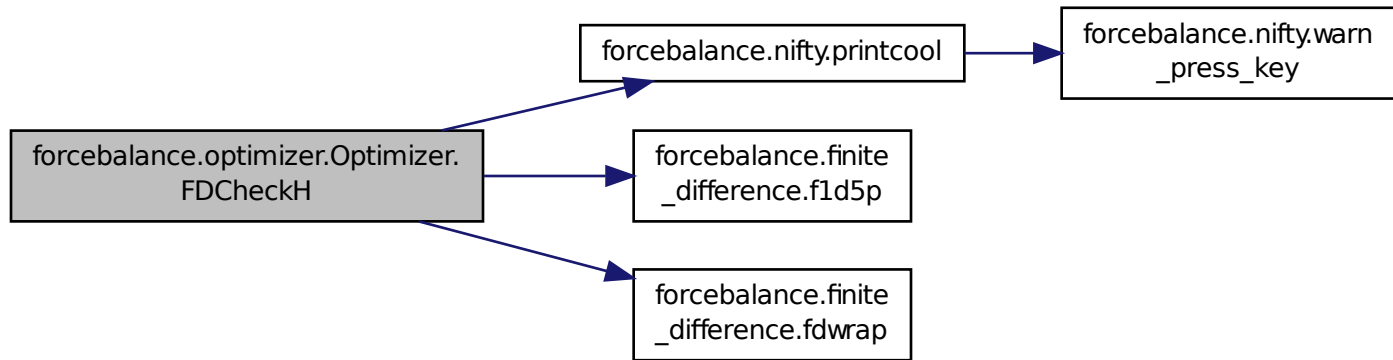 forcebalance.optimizer.Optimizer.
FDCheckH
forcebalance.nifty.printcool
forcebalance.nifty.warn
_press_key
forcebalance.finite
_difference.f1d5p
forcebalance.finite
_difference.fdwrap